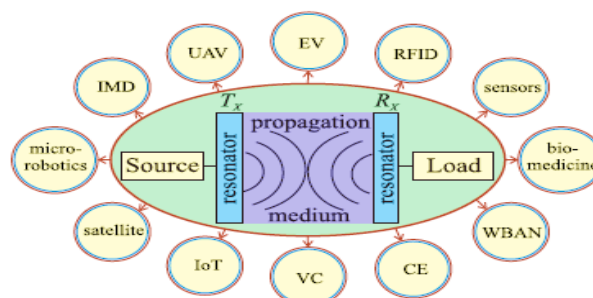 EV
UAV
RFID
IMD
sensors
Tx
Rx
propagation
micro-
robotics
Source
resonator
resonator
Load
bio-
medicine
medium
satellite
WBAN
IoT
VC
CE